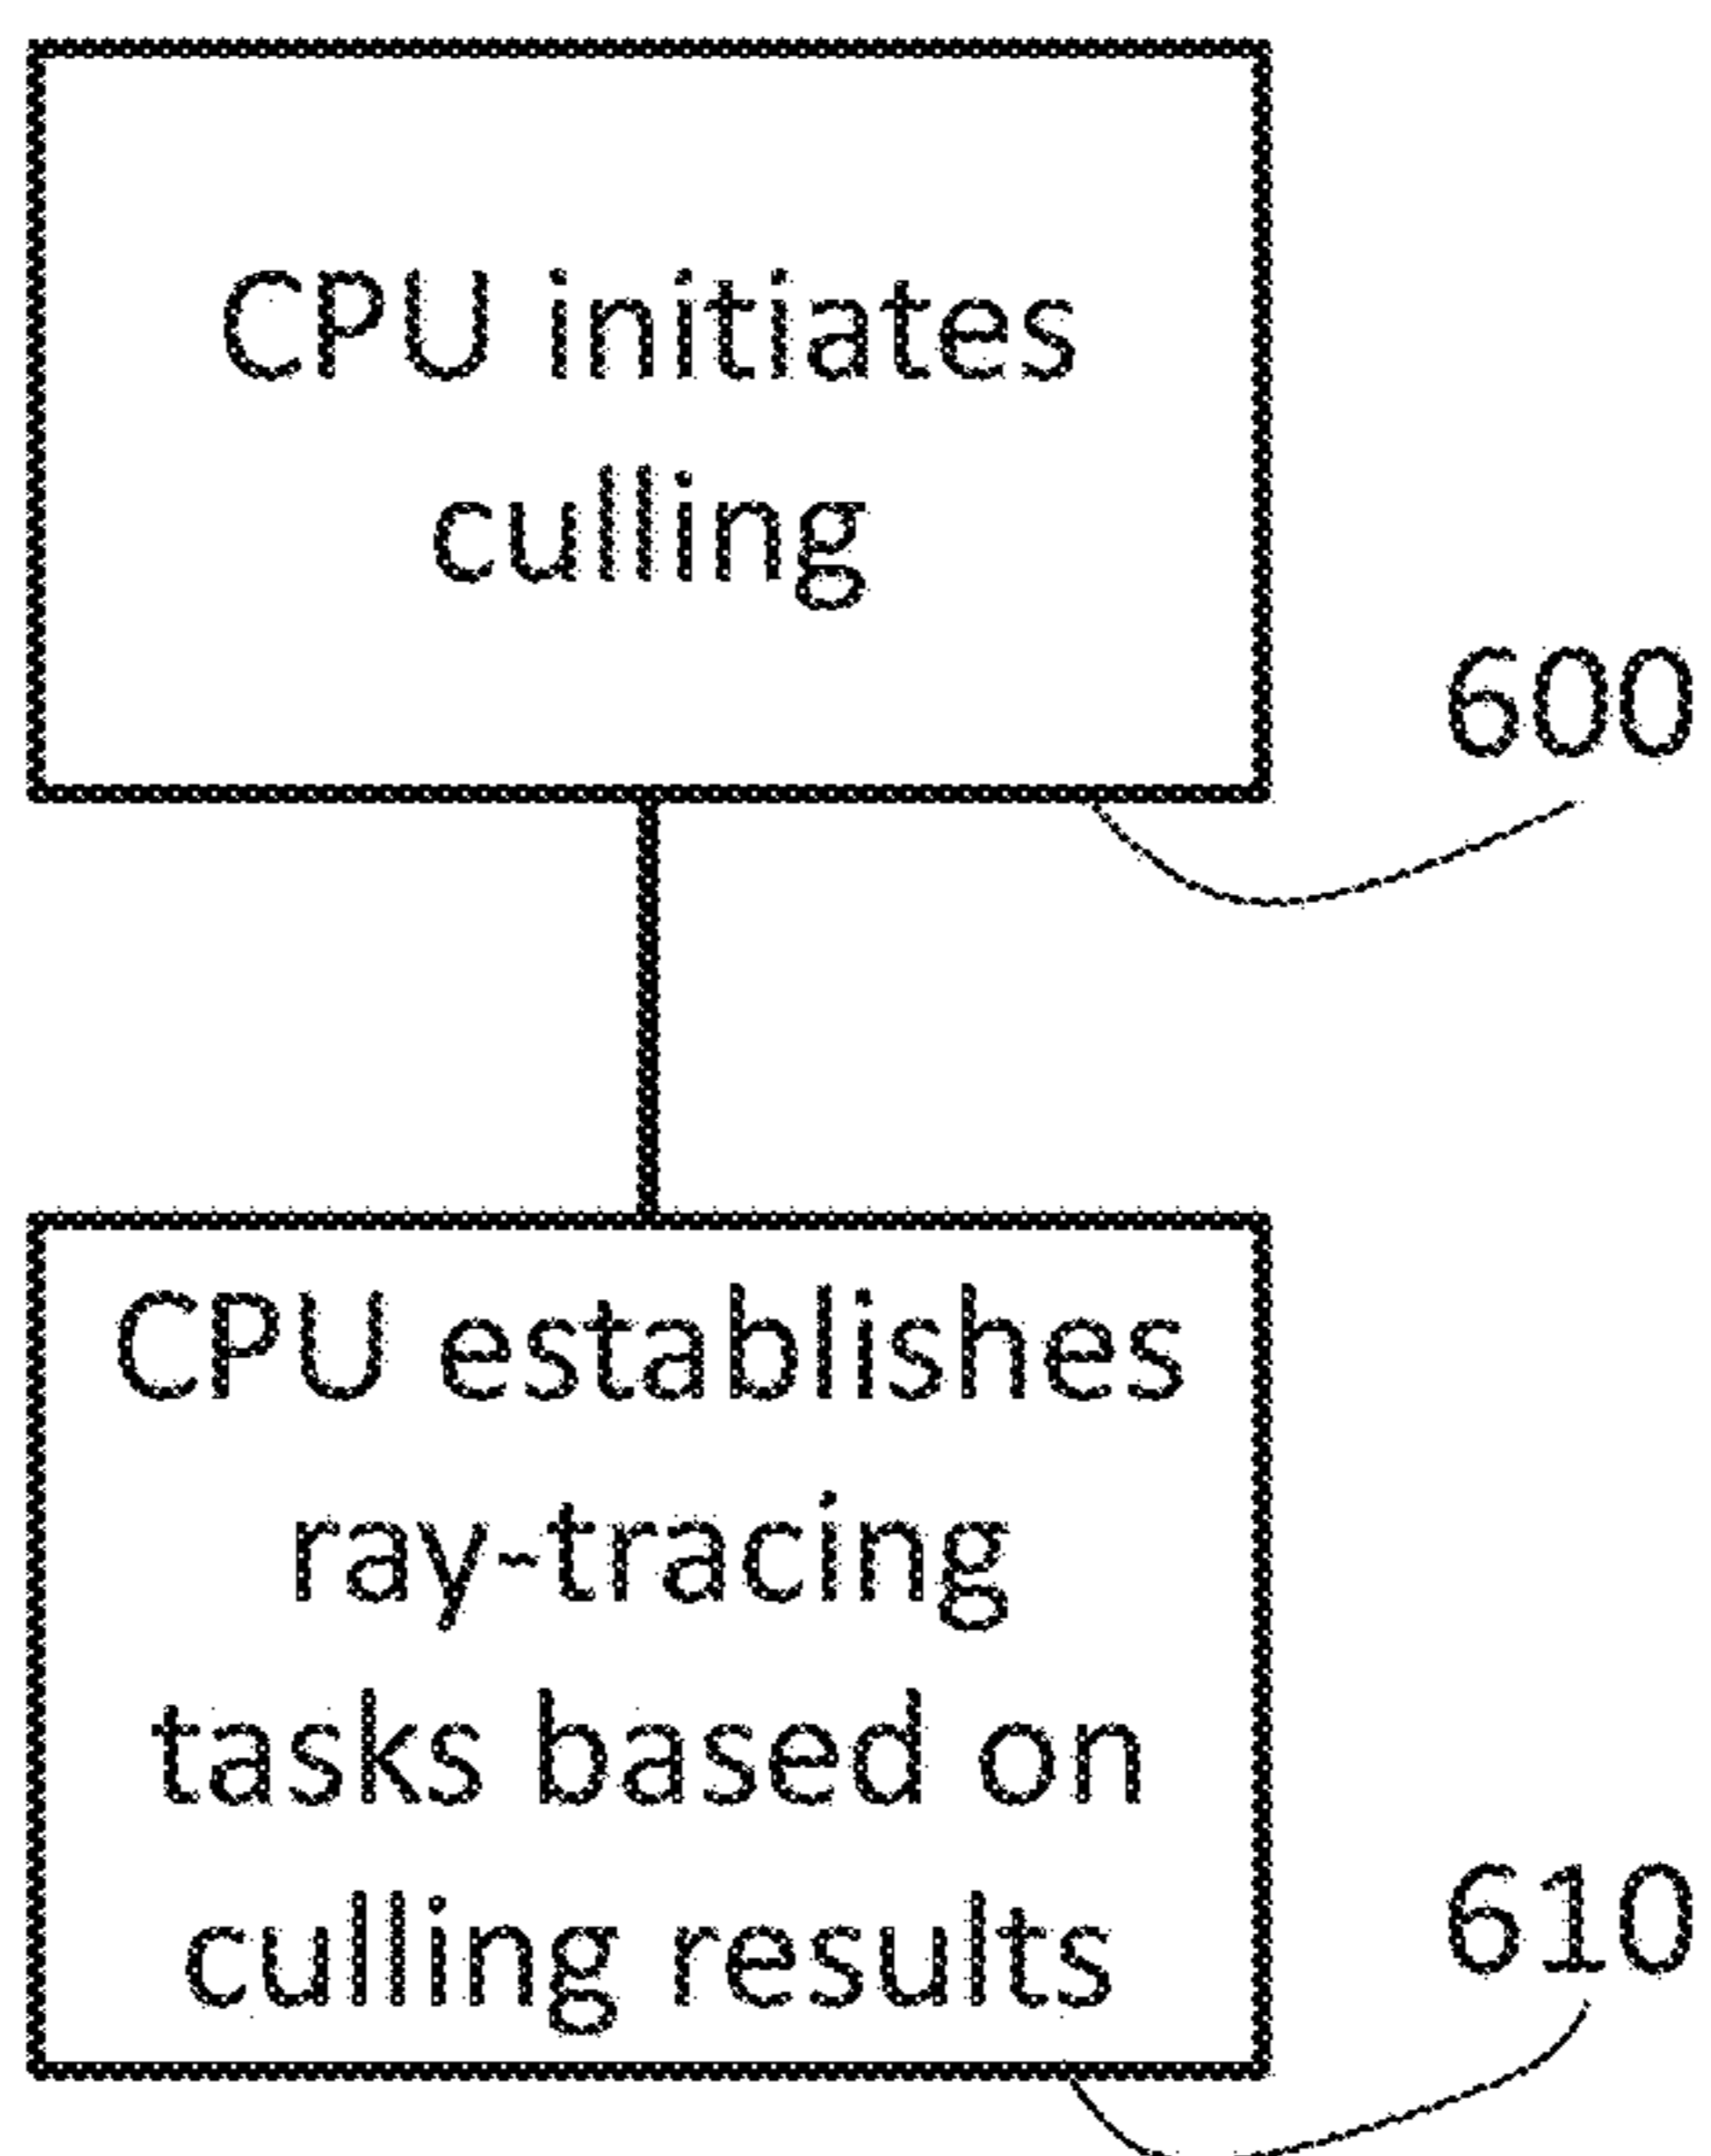 CPU initiates
culling
600
CPU establishes
ray-tracing
tasks based on
culling results
610